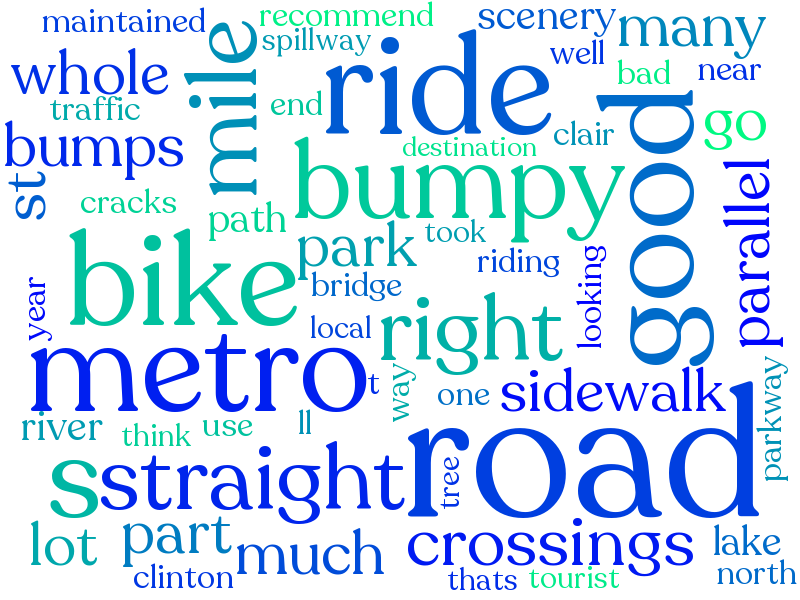 maintained
recommend
scenery
many
spillway
well
whole
mile
ride
bad
near
traffic
end
good
go
bumps
clair
destination
bumpy
st
cracks
path
parallel
park
took
bike
riding
bridge
looking
year
local
right
metro
t
way
one
sidewalk
parkway
river
think
use
ll
road
s
straight
tree
lot
part
much
crossings
lake
clinton
thats
tourist
north